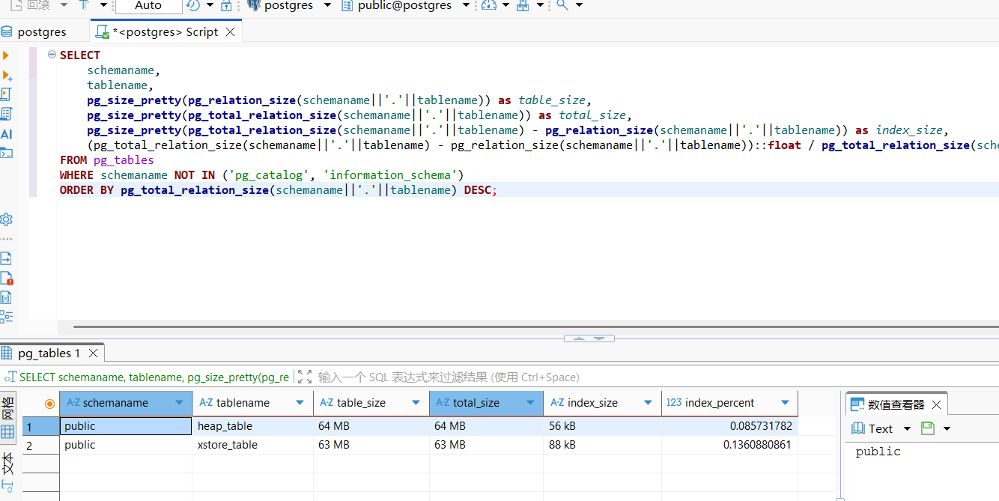 回滚 T Auto postgres public@postgres
postgres *<postgres> Script
SELECT
schemaname,
tablename,
pg_size_pretty(pg_relation_size(schemaname||'.'||tablename)) as table_size,
pg_size_pretty(pg_total_relation_size(schemaname||'.'||tablename)) as total_size,
pg_size_pretty(pg_total_relation_size(schemaname||'.'||tablename) - pg_relation_size(schemaname||'.'||tablename)) as index_size,
(pg_total_relation_size(schemaname||'.'||tablename) - pg_relation_size(schemaname||'.'||tablename))::float / pg_total_relation_size(sche
FROM pg_tables
WHERE schemaname NOT IN ('pg_catalog', 'information_schema')
ORDER BY pg_total_relation_size(schemaname||'.'||tablename) DESC;
AI
pg_tables 1
SELECT schemaname, tablename, pg_size_pretty(pg_re 输入一个 SQL 表达式来过滤结果 (使用 Ctrl+Space)
网格
文本
A-Z schemaname A-Z tablename A-Z table_size A-Z total_size A-Z index_size 123 index_percent
1 public heap_table 64 MB 64 MB 56 kB 0.085731782
2 public xstore_table 63 MB 63 MB 88 kB 0.1360880861
数值查看器
Text
public